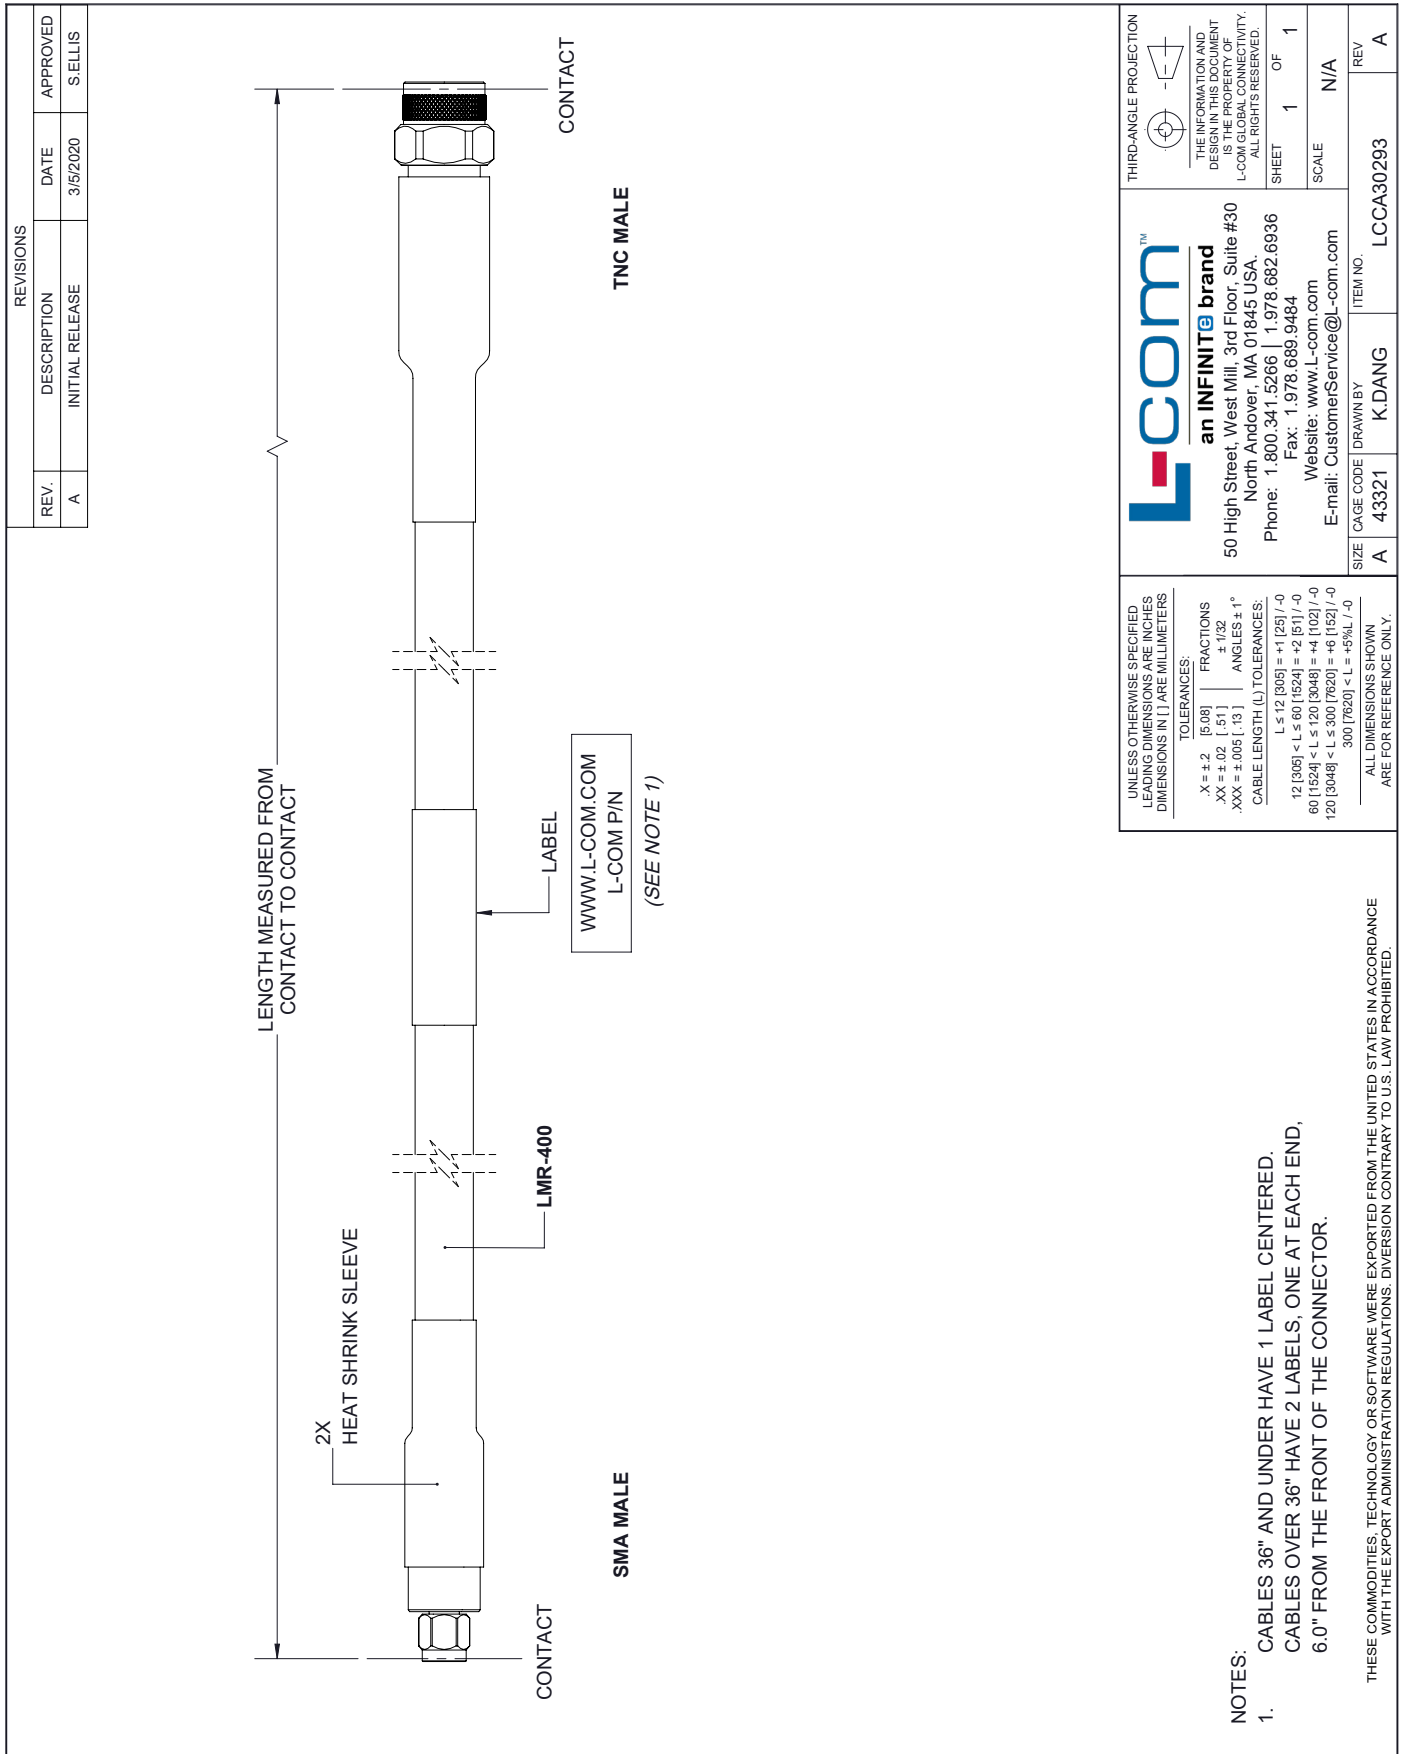 REVISIONS
REV. DESCRIPTION DATE APPROVED
A INITIAL RELEASE 3/5/2020 S.ELLIS
LENGTH MEASURED FROM
CONTACT TO CONTACT
2X
HEAT SHRINK SLEEVE
CONTACT
CONTACT
LMR-400
LABEL
WWW.L-COM.COM
L-COM P/N
(SEE NOTE 1)
SMA MALE
TNC MALE
NOTES:
1. CABLES 36" AND UNDER HAVE 1 LABEL CENTERED.
CABLES OVER 36" HAVE 2 LABELS, ONE AT EACH END,
6.0" FROM THE FRONT OF THE CONNECTOR.
THESE COMMODITIES, TECHNOLOGY OR SOFTWARE WERE EXPORTED FROM THE UNITED STATES IN ACCORDANCE
WITH THE EXPORT ADMINISTRATION REGULATIONS. DIVERSION CONTRARY TO U.S. LAW PROHIBITED.
UNLESS OTHERWISE SPECIFIED
LEADING DIMENSIONS ARE INCHES
DIMENSIONS IN [ ] ARE MILLIMETERS
TOLERANCES:
.X = ±.2 [5.08] FRACTIONS
.XX = ±.02 [.51] ± 1/32
.XXX = ±.005 [.13] ANGLES ± 1°
CABLE LENGTH (L) TOLERANCES:
L ≤ 12 [305] = +1 [25] / -0
12 [305] < L ≤ 60 [1524] = +2 [51] / -0
60 [1524] < L ≤ 120 [3048] = +4 [102] / -0
120 [3048] < L ≤ 300 [7620] = +6 [152] / -0
300 [7620] < L = +5%L / -0
ALL DIMENSIONS SHOWN
ARE FOR REFERENCE ONLY.
L-com™
an INFINITe brand
50 High Street, West Mill, 3rd Floor, Suite #30
North Andover, MA 01845 USA.
Phone: 1.800.341.5266 | 1.978.682.6936
Fax: 1.978.689.9484
Website: www.L-com.com
E-mail: CustomerService@L-com.com
THIRD-ANGLE PROJECTION
THE INFORMATION AND
DESIGN IN THIS DOCUMENT
IS THE PROPERTY OF
L-COM GLOBAL CONNECTIVITY.
ALL RIGHTS RESERVED.
SHEET 1 OF 1
SCALE N/A
SIZE A
CAGE CODE 43321
DRAWN BY K.DANG
ITEM NO. LCCA30293
REV A